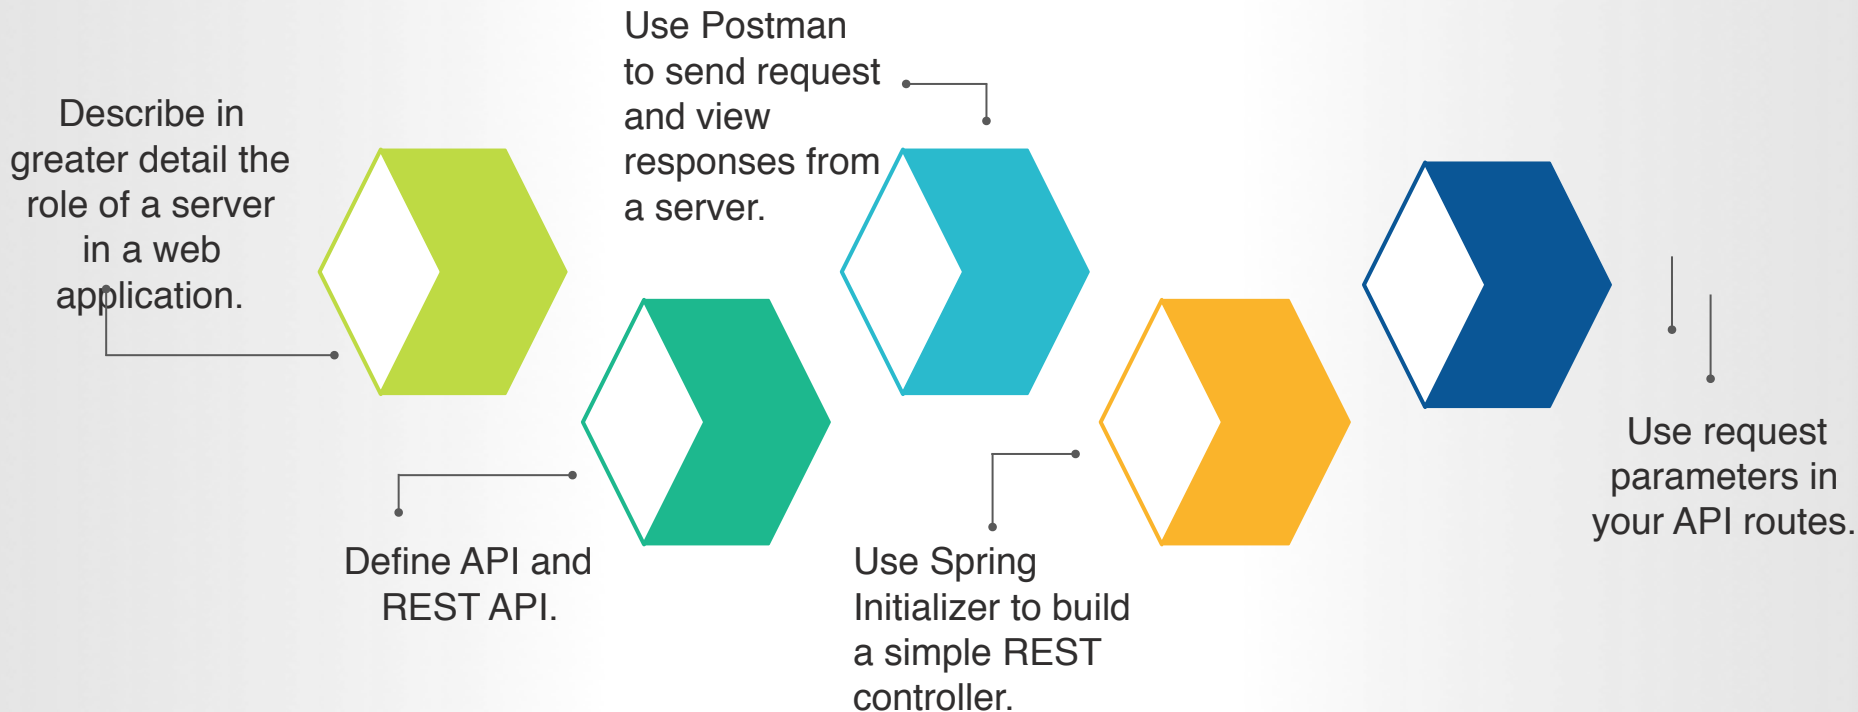 Describe in
greater detail the
role of a server
in a web
application.
Define API and
REST API.
Use Postman
to send request
and view
responses from
a server.
Use Spring
Initializer to build
a simple REST
controller.
Use request
parameters in
your API routes.